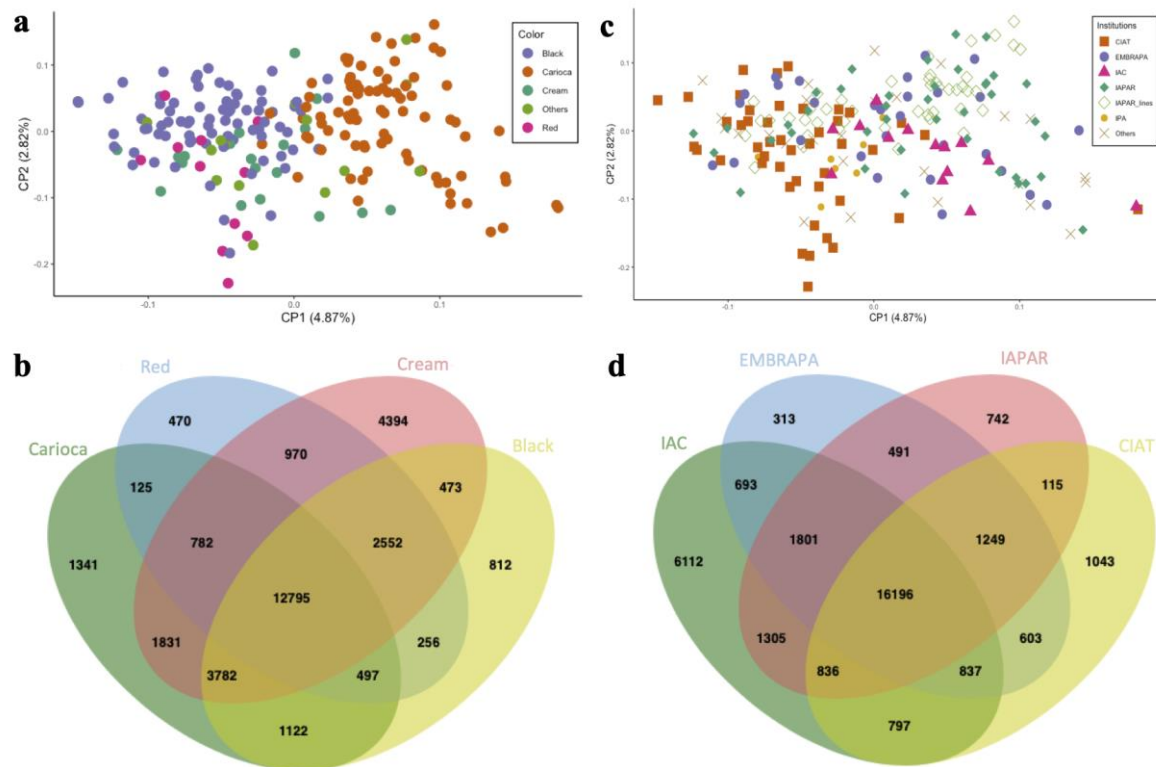 a
CP2 (2.82%)
0.1
0.0
-0.1
-0.2
-0.1
0.0
0.1
CP1 (4.87%)
Color
Black
Carioca
Cream
Others
Red
c
CP2 (2.82%)
0.1
0.0
-0.1
-0.2
-0.1
0.0
0.1
CP1 (4.87%)
Institutions
CIAT
EMBRAPA
IAC
IAPAR
IAPAR_lines
IPA
Others
b
Red
Cream
Carioca
Black
470
4394
970
125
473
782
2552
1341
812
12795
1831
256
3782
497
1122
d
EMBRAPA
IAPAR
IAC
CIAT
313
742
491
693
115
1801
1249
6112
1043
16196
1305
603
836
837
797